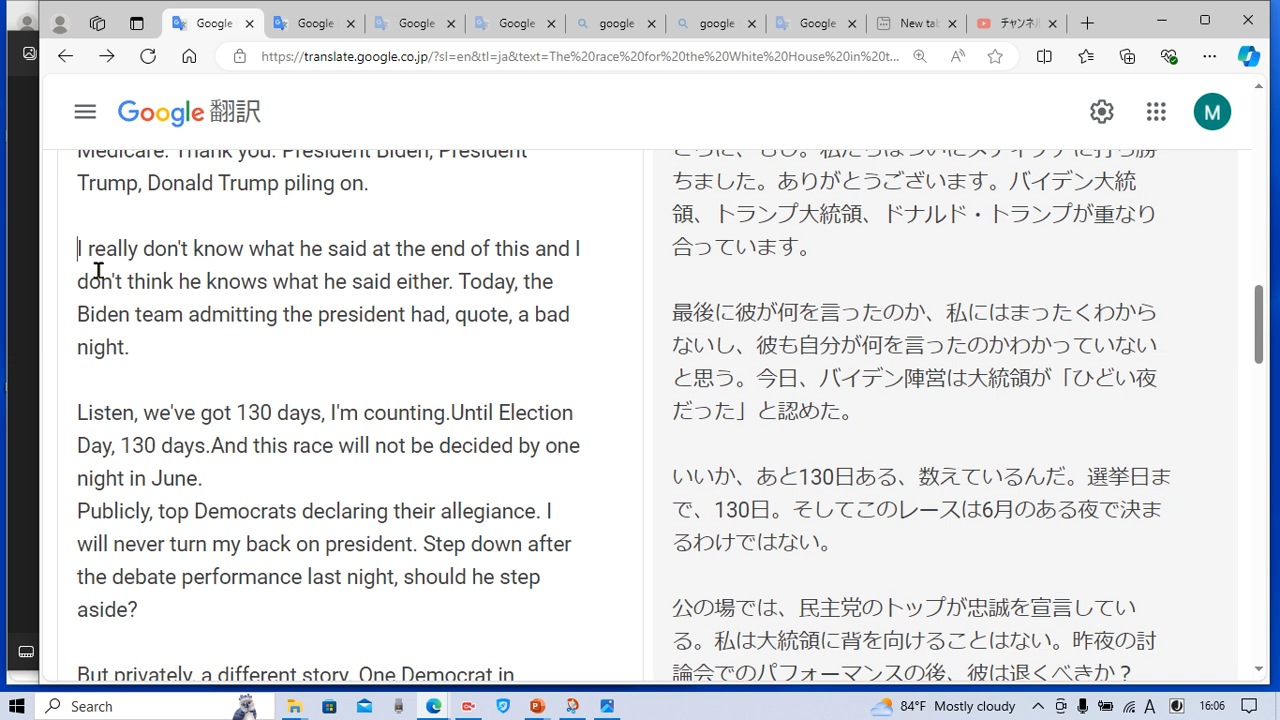 Google
Google
Google
Google
google
google
Google
New tab
チャンネル
https://translate.google.co.jp/?sl=en&tl=ja&text=The%20race%20for%20the%20White%20House%20in%20t...
Google 翻訳
M
Medicare. Thank you. President Biden, President
Trump, Donald Trump piling on.
I really don't know what he said at the end of this and I
don't think he knows what he said either. Today, the
Biden team admitting the president had, quote, a bad
night.
Listen, we've got 130 days, I'm counting.Until Election
Day, 130 days.And this race will not be decided by one
night in June.
Publicly, top Democrats declaring their allegiance. I
will never turn my back on president. Step down after
the debate performance last night, should he step
aside?
But privately, a different story. One Democrat in
ちました。ありがとうございます。バイデン大統
領、トランプ大統領、ドナルド・トランプが重なり
合っています。
最後に彼が何を言ったのか、私にはまったくわから
ないし、彼も自分が何を言ったのかわかっていない
と思う。今日、バイデン陣営は大統領が「ひどい夜
だった」と認めた。
いいか、あと130日ある、数えているんだ。選挙日ま
で、130日。そしてこのレースは6月のある夜で決ま
るわけではない。
公の場では、民主党のトップが忠誠を宣言してい
る。私は大統領に背を向けることはない。昨夜の討
論会でのパフォーマンスの後、彼は退くべきか？
Search
84°F Mostly cloudy
A
16:06